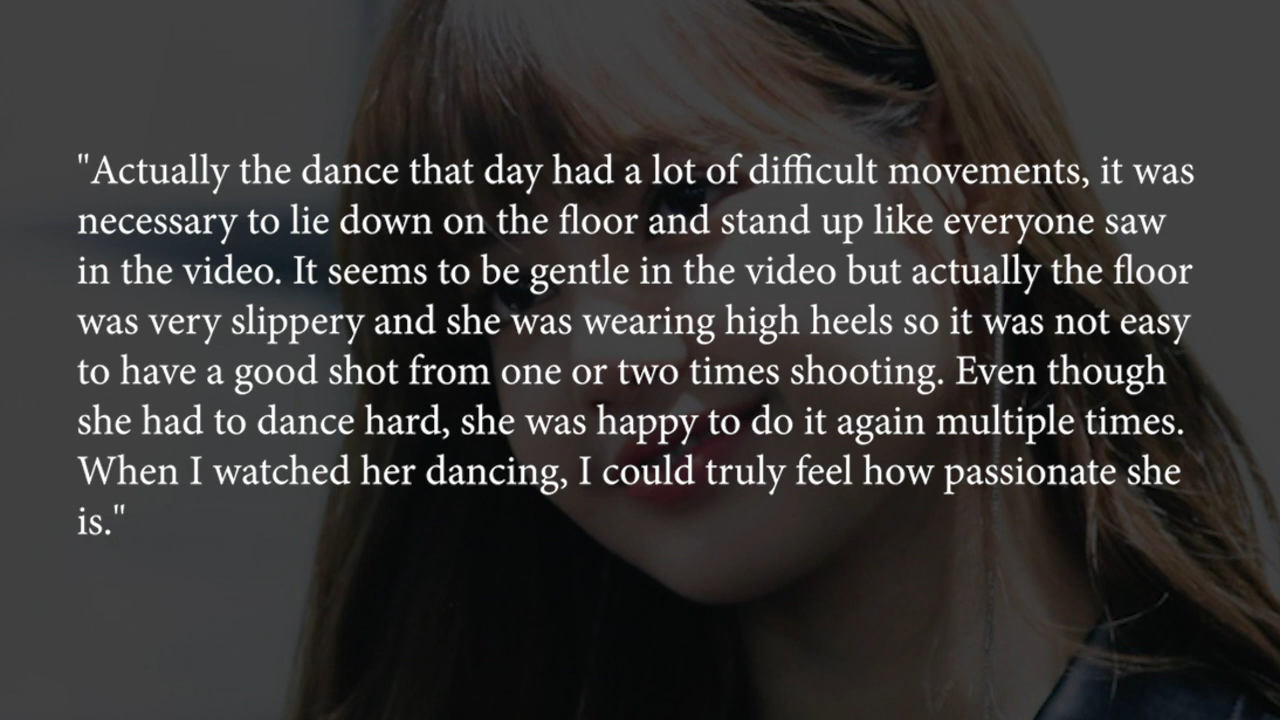 "Actually the dance that day had a lot of difficult movements, it was
necessary to lie down on the floor and stand up like everyone saw
in the video. It seems to be gentle in the video but actually the floor
was very slippery and she was wearing high heels so it was not easy
to have a good shot from one or two times shooting. Even though
she had to dance hard, she was happy to do it again multiple times.
When I watched her dancing, I could truly feel how passionate she
is."